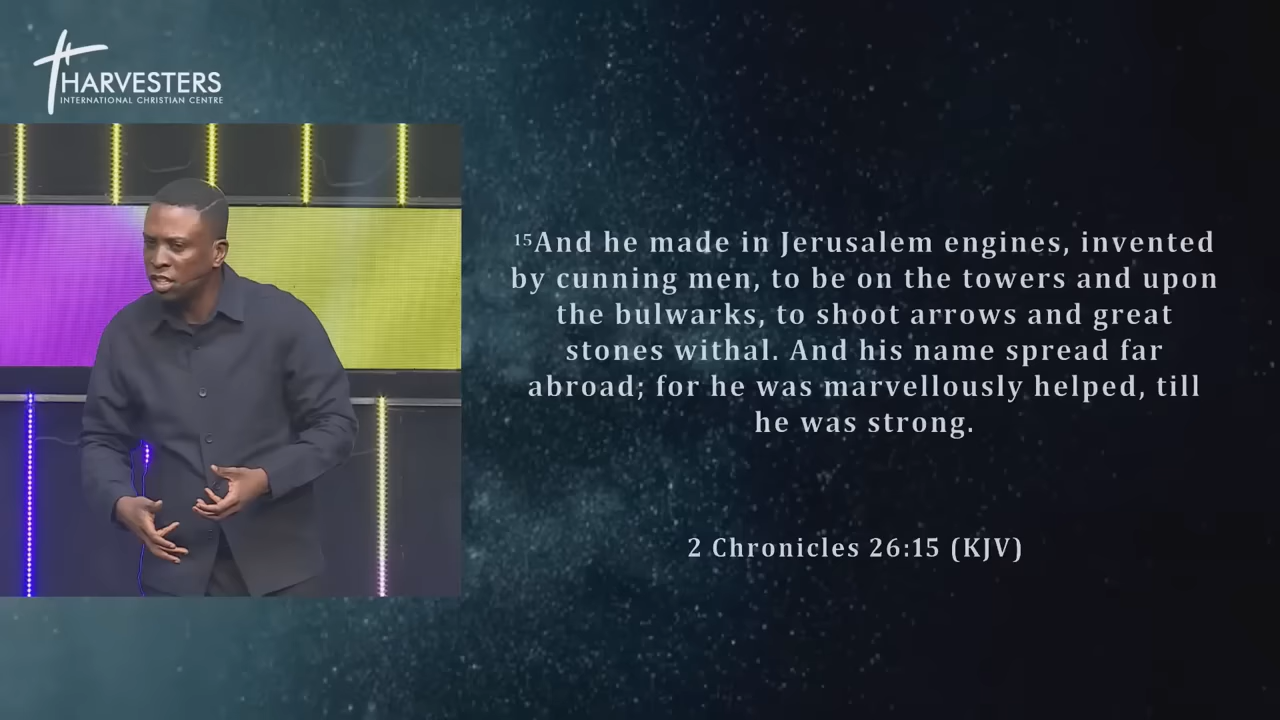 HARVESTERS
INTERNATIONAL CHRISTIAN CENTRE
15And he made in Jerusalem engines, invented
by cunning men, to be on the towers and upon
the bulwarks, to shoot arrows and great
stones withal. And his name spread far
abroad; for he was marvellously helped, till
he was strong.
2 Chronicles 26:15 (KJV)